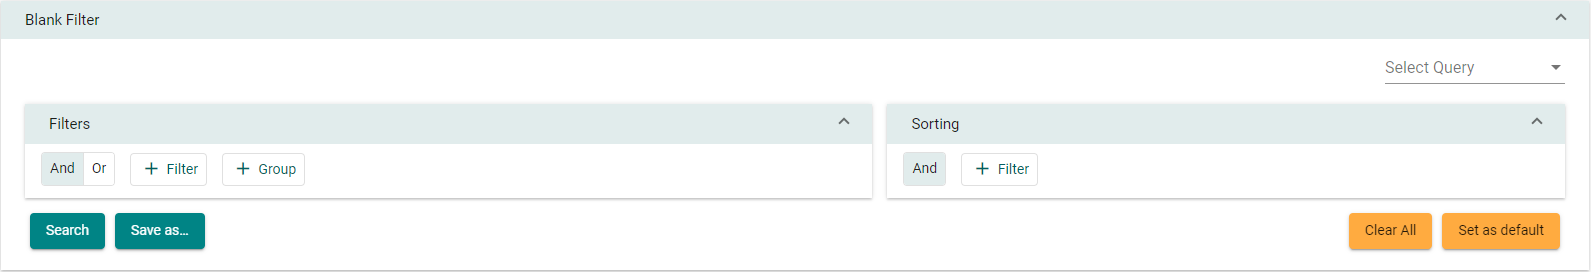 Blank Filter
Select Query
Filters
Sorting
And Or + Filter + Group
And + Filter
Search Save as...
Clear All Set as default